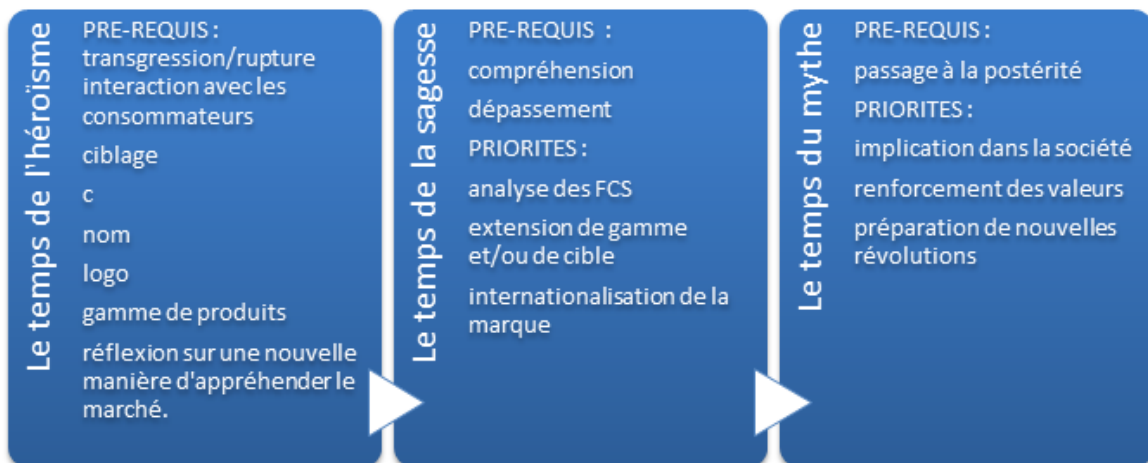 Le temps de l'héroïsme
PRE-REQUIS :
transgression/rupture
interaction avec les
consommateurs
ciblage
c
nom
logo
gamme de produits
réflexion sur une nouvelle
manière d'appréhender le
marché.
Le temps de la sagesse
PRE-REQUIS :
compréhension
dépassement
PRIORITES :
analyse des FCS
extension de gamme
et/ou de cible
internationalisation de la
marque
Le temps du mythe
PRE-REQUIS :
passage à la postérité
PRIORITES :
implication dans la société
renforcement des valeurs
préparation de nouvelles
révolutions